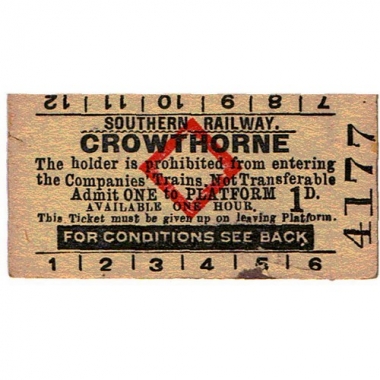 12 | 11 | 10 | 9 | 8 | 7
SOUTHERN RAILWAY.
CROWTHORNE
The holder is prohibited from entering
the Companies Trains. Not Transferable
Admit ONE to PLATFORM 1D.
AVAILABLE ONE HOUR.
This Ticket must be given up on leaving Platform.
FOR CONDITIONS SEE BACK
1 | 2 | 3 | 4 | 5 | 6
4177